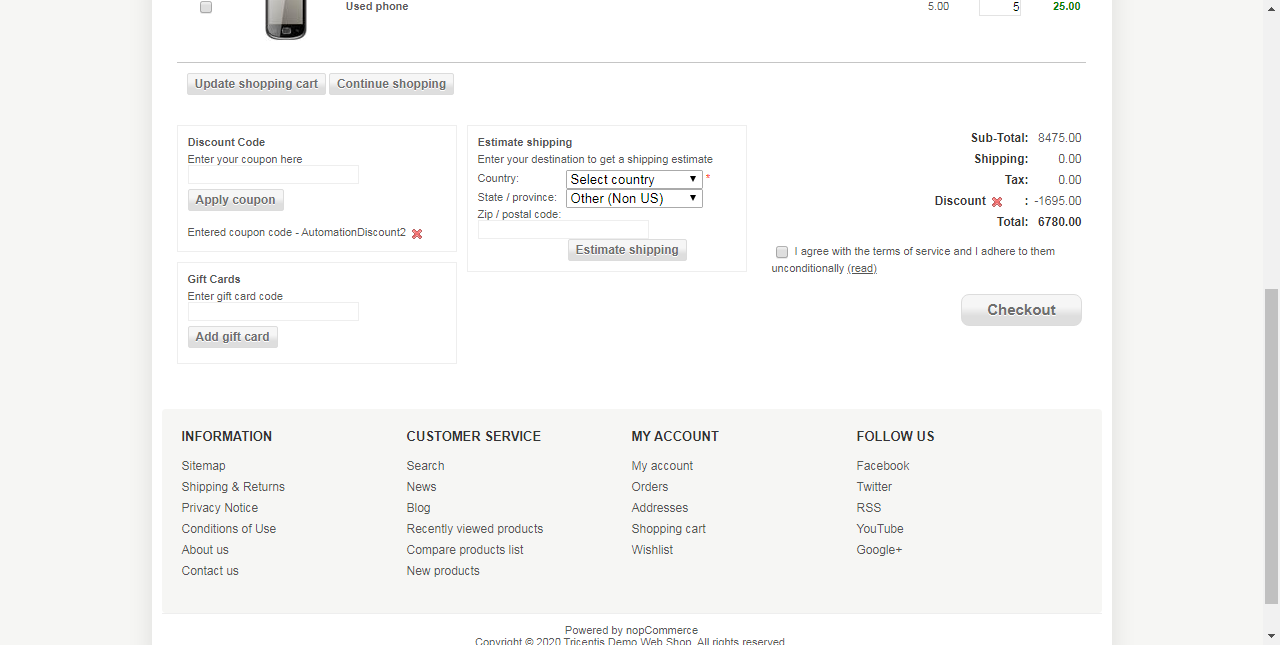 Used phone 5.00 5 25.00
Update shopping cart Continue shopping
Discount Code
Enter your coupon here
Apply coupon
Entered coupon code - AutomationDiscount2
Gift Cards
Enter gift card code
Add gift card
Estimate shipping
Enter your destination to get a shipping estimate
Country: Select country *
State / province: Other (Non US)
Zip / postal code:
Estimate shipping
Sub-Total: 8475.00
Shipping: 0.00
Tax: 0.00
Discount : -1695.00
Total: 6780.00
I agree with the terms of service and I adhere to them
unconditionally (read)
Checkout
INFORMATION
Sitemap
Shipping & Returns
Privacy Notice
Conditions of Use
About us
Contact us
CUSTOMER SERVICE
Search
News
Blog
Recently viewed products
Compare products list
New products
MY ACCOUNT
My account
Orders
Addresses
Shopping cart
Wishlist
FOLLOW US
Facebook
Twitter
RSS
YouTube
Google+
Powered by nopCommerce
Copyright © 2020 Tricentis Demo Web Shop. All rights reserved.